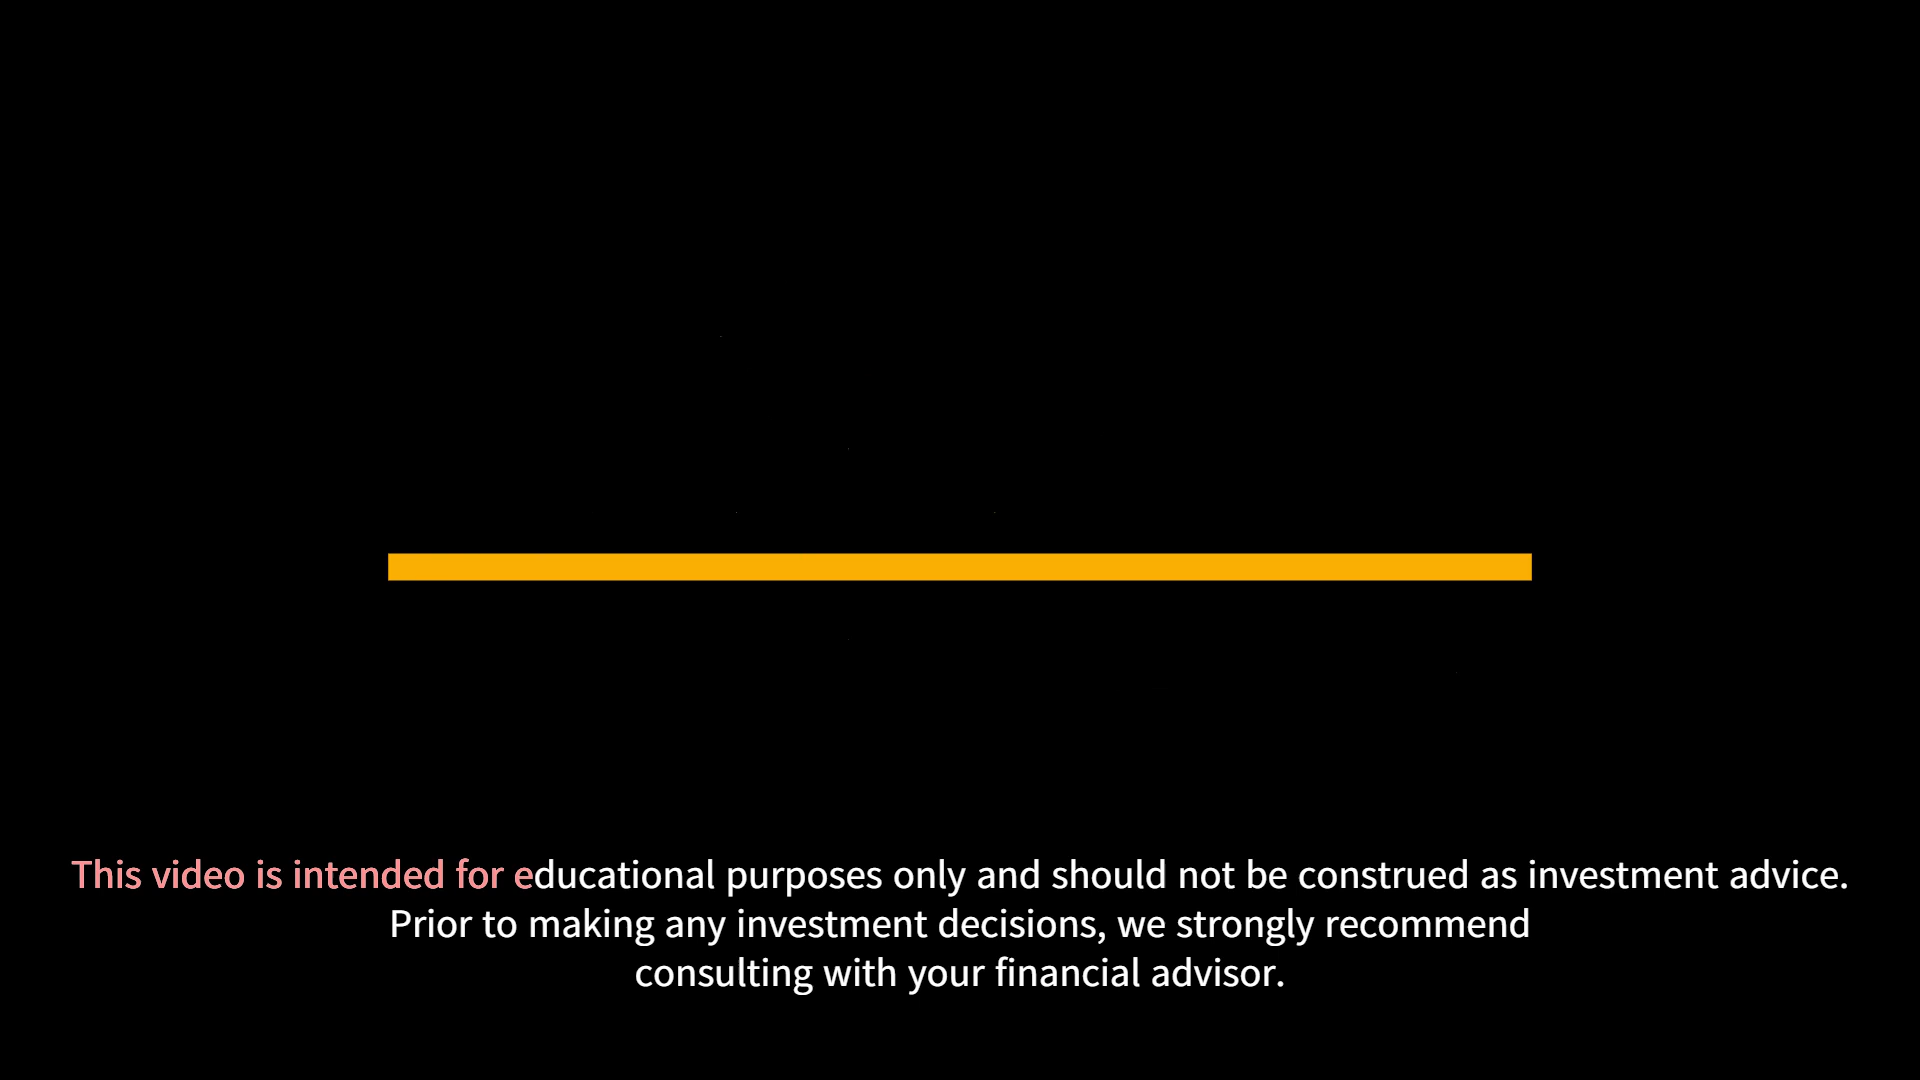 This video is intended for educational purposes only and should not be construed as investment advice.
Prior to making any investment decisions, we strongly recommend
consulting with your financial advisor.